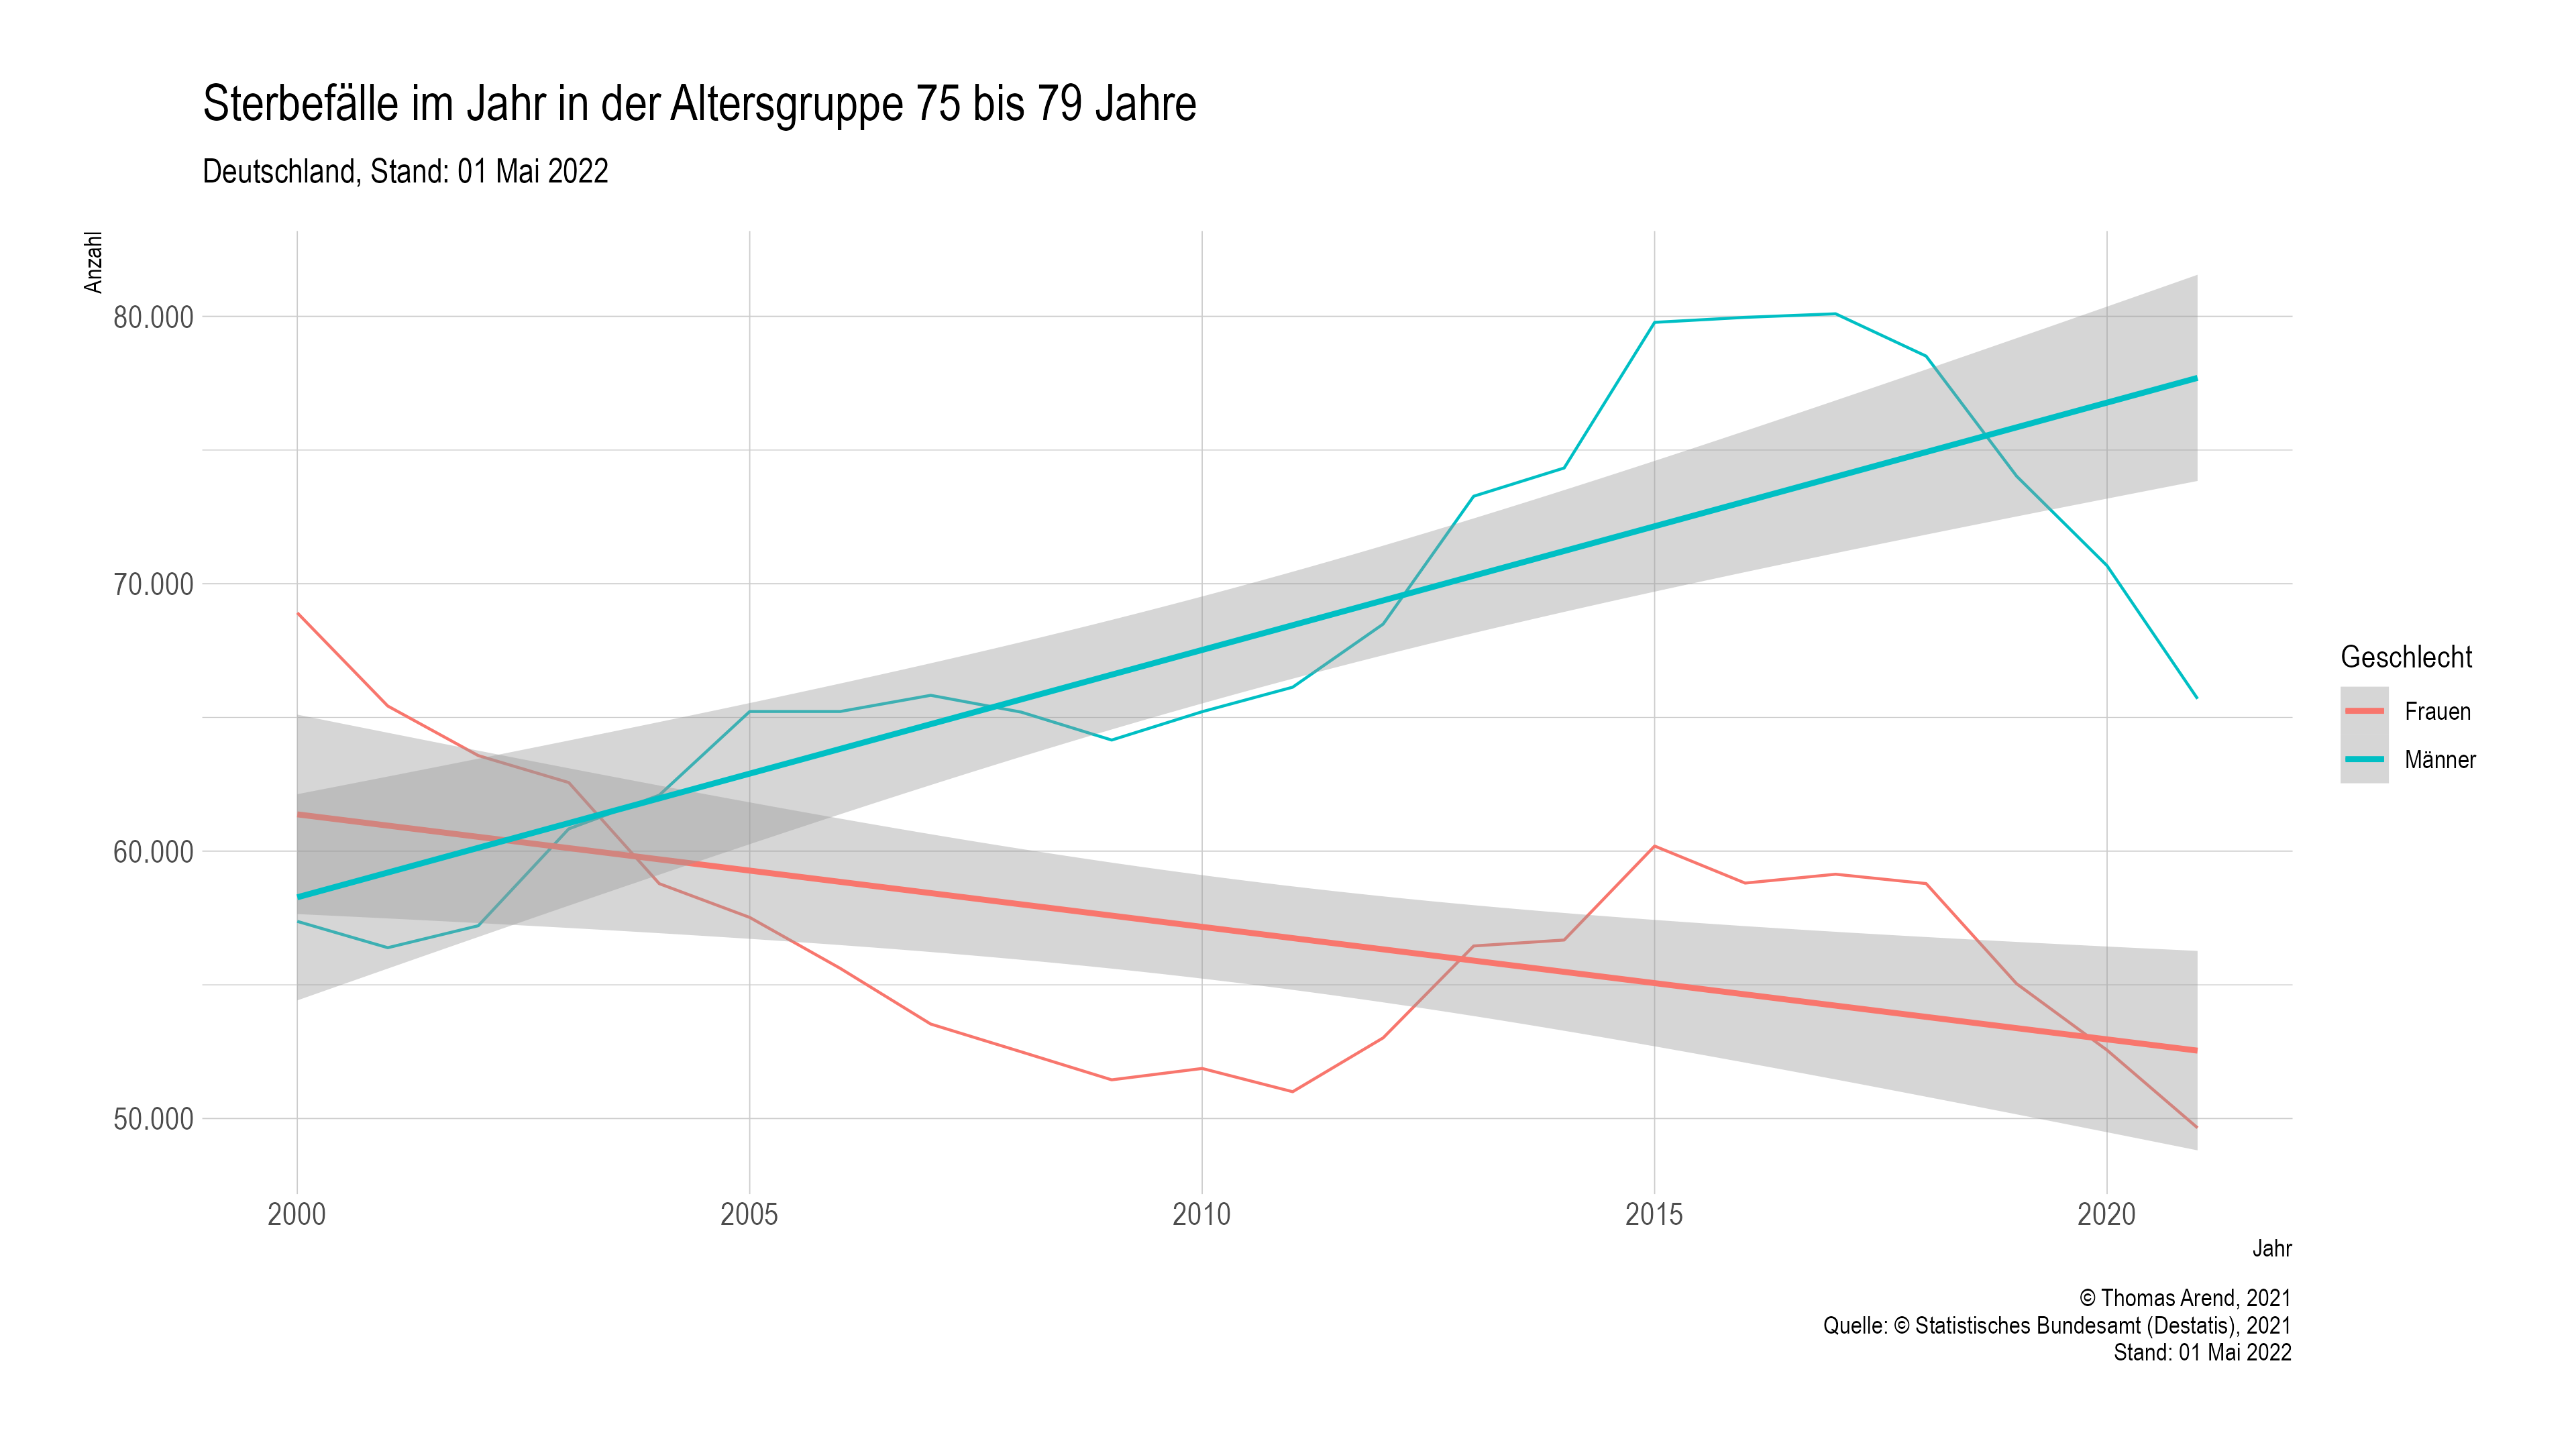 Sterbefälle im Jahr in der Altersgruppe 75 bis 79 Jahre
Deutschland, Stand: 01 Mai 2022
Anzahl
80.000
70.000
60.000
50.000
2000 2005 2010 2015 2020
Jahr
Geschlecht
Frauen
Männer
© Thomas Arend, 2021
Quelle: © Statistisches Bundesamt (Destatis), 2021
Stand: 01 Mai 2022